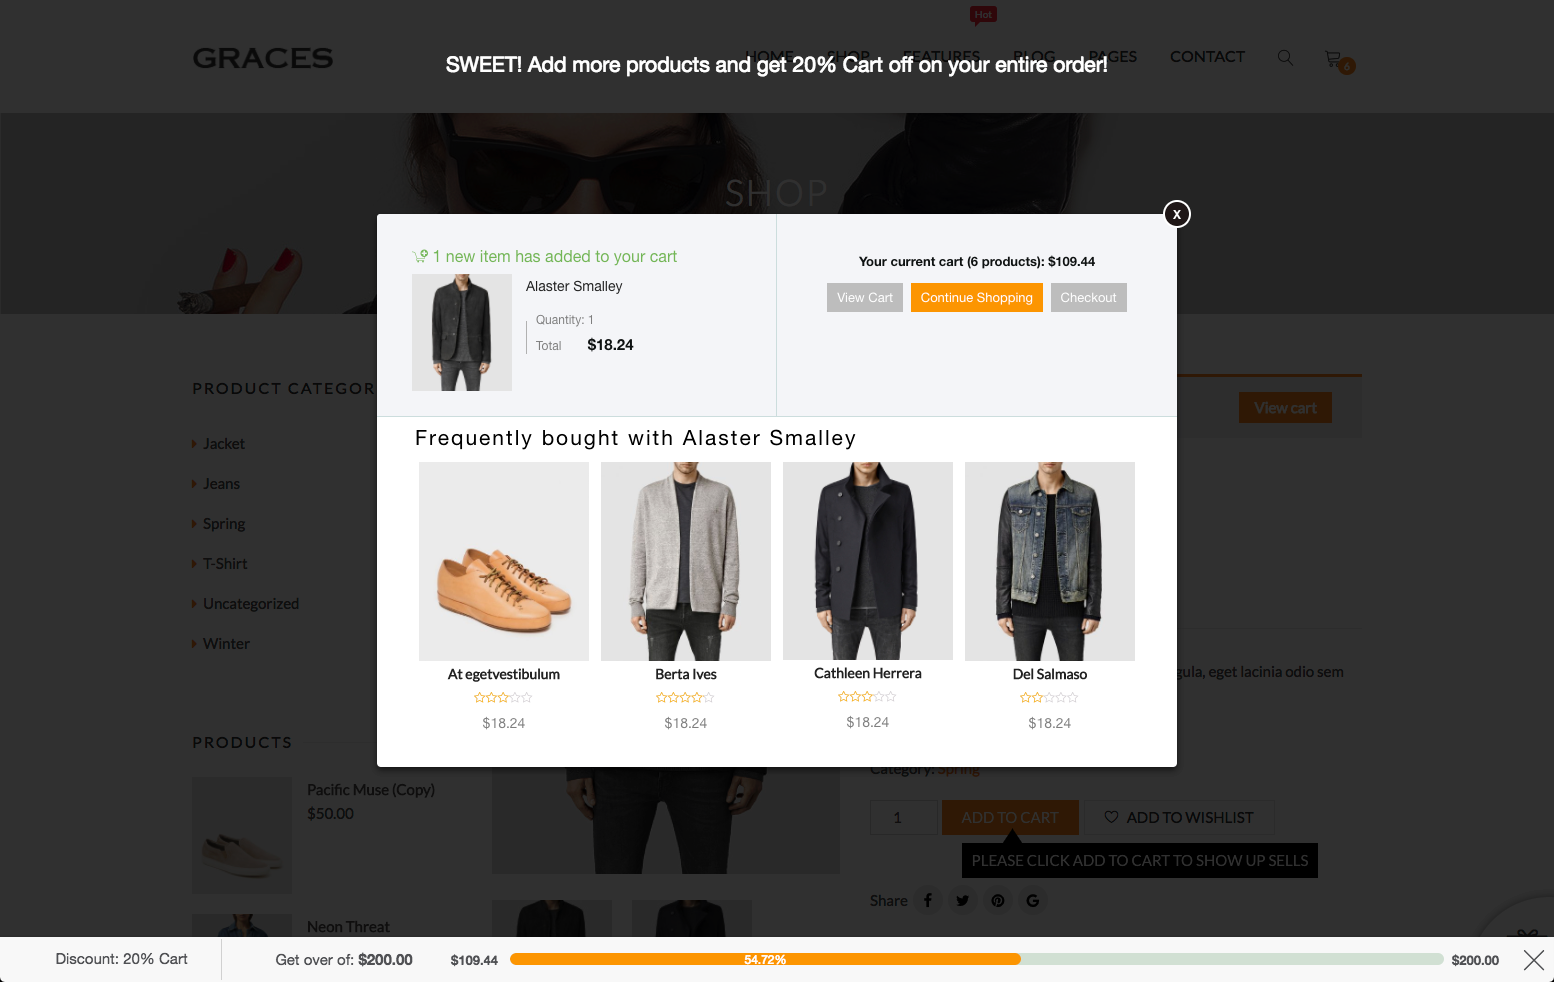 Hot
GRACES
HOME
SHOP
FEATURES
BLOG
PAGES
CONTACT
6
SWEET! Add more products and get 20% Cart off on your entire order!
SHOP
X
1 new item has added to your cart
Alaster Smalley
Quantity: 1
Total $18.24
Your current cart (6 products): $109.44
View Cart
Continue Shopping
Checkout
Frequently bought with Alaster Smalley
At egetvestibulum
$18.24
Berta Ives
$18.24
Cathleen Herrera
$18.24
Del Salmaso
$18.24
PRODUCT CATEGOR
Jacket
Jeans
Spring
T-Shirt
Uncategorized
Winter
PRODUCTS
Pacific Muse (Copy)
$50.00
Neon Threat
View cart
gula, eget lacinia odio sem
Category: Spring
1
ADD TO CART
ADD TO WISHLIST
PLEASE CLICK ADD TO CART TO SHOW UP SELLS
Share
Discount: 20% Cart
Get over of: $200.00
$109.44
54.72%
$200.00